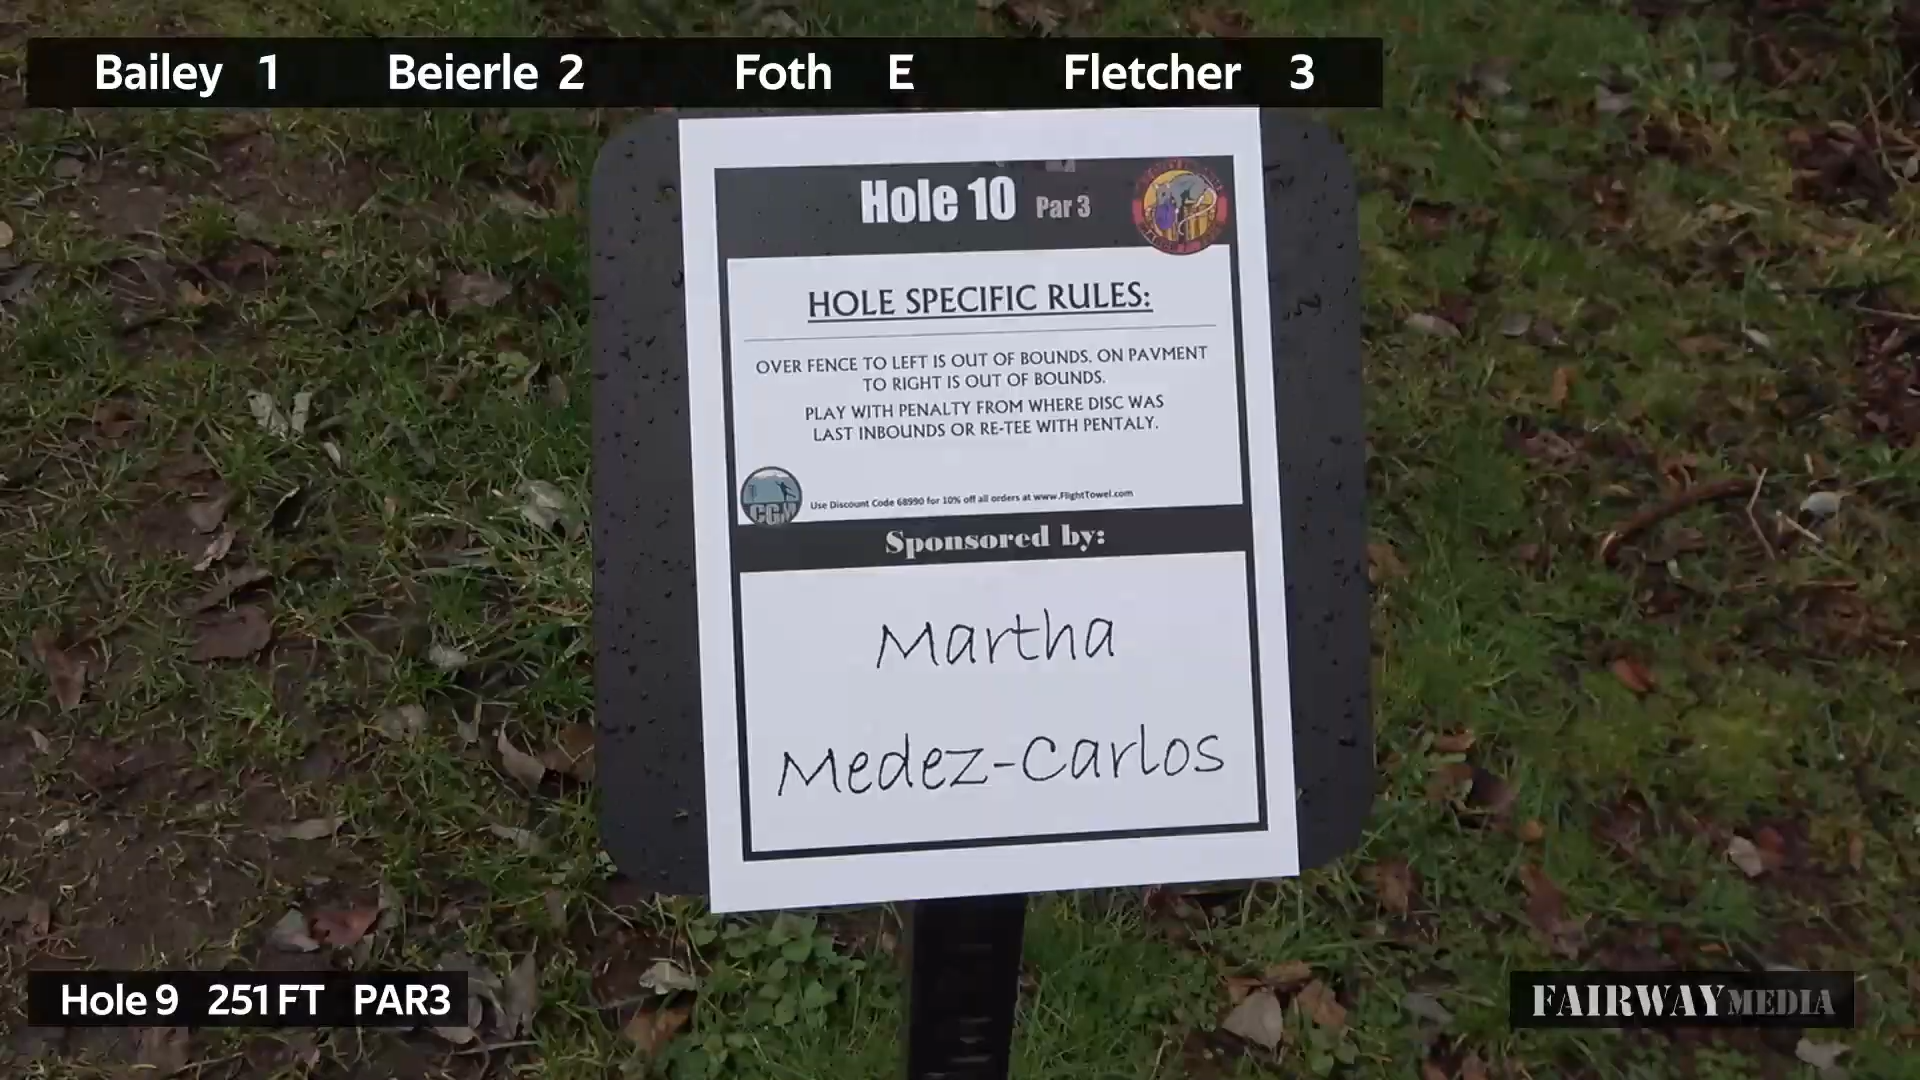 Bailey 1 Beierle 2 Foth E Fletcher 3
Hole 10 Par 3
HOLE SPECIFIC RULES:
OVER FENCE TO LEFT IS OUT OF BOUNDS. ON PAVMENT
TO RIGHT IS OUT OF BOUNDS.
PLAY WITH PENALTY FROM WHERE DISC WAS
LAST INBOUNDS OR RE-TEE WITH PENTALY.
CGM
Use Discount Code 68990 for 10% off all orders at www.FlightTowel.com
Sponsored by:
Martha
Medez-Carlos
Hole 9 251 FT PAR3
FAIRWAY MEDIA